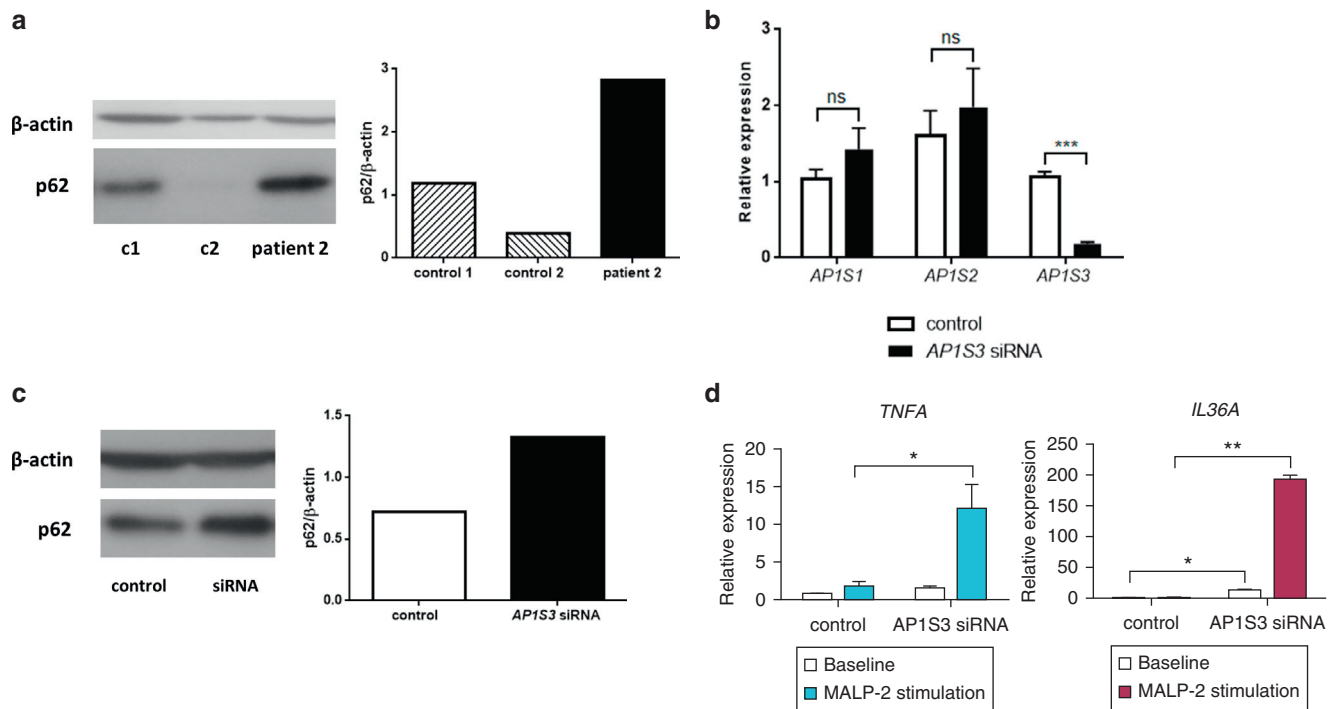 a
β-actin
p62
c1 c2 patient 2
p62/β-actin
3
2
1
0
control 1 control 2 patient 2
b
Relative expression
3
2
1
0
ns
ns
***
AP1S1 AP1S2 AP1S3
control
AP1S3 siRNA
c
β-actin
p62
control siRNA
p62/β-actin
1.5
1.0
0.5
0.0
control AP1S3 siRNA
d
TNFA
Relative expression
20
15
10
5
0
*
control AP1S3 siRNA
Baseline
MALP-2 stimulation
IL36A
Relative expression
250
200
150
100
50
0
*
**
control AP1S3 siRNA
Baseline
MALP-2 stimulation